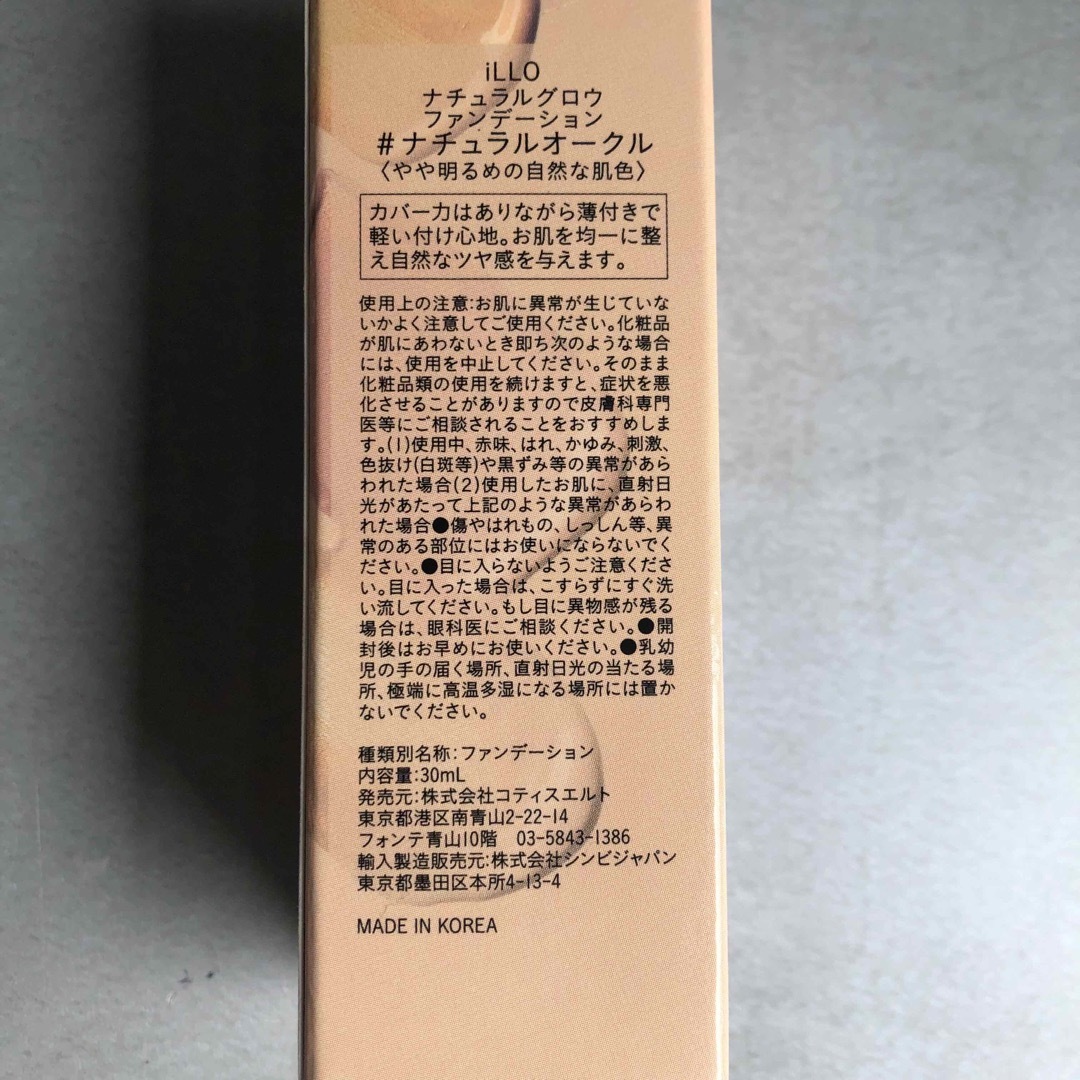 iLLO
ナチュラルグロウ
ファンデーション
#ナチュラルオークル
〈やや明るめの自然な肌色〉
カバー力はありながら薄付きで
軽い付け心地。お肌を均一に整
え自然なツヤ感を与えます。
使用上の注意:お肌に異常が生じていな
いかよく注意してご使用ください。化粧品
が肌にあわないとき即ち次のような場合
には、使用を中止してください。そのまま
化粧品類の使用を続けますと、症状を悪
化させることがありますので皮膚科専門
医等にご相談されることをおすすめしま
す。(1)使用中、赤味、はれ、かゆみ、刺激、
色抜け(白斑等)や黒ずみ等の異常があら
われた場合(2)使用したお肌に、直射日
光があたって上記のような異常があらわ
れた場合●傷やはれもの、しっしん等、異
常のある部位にはお使いにならないでく
ださい。●目に入らないようご注意くださ
い。目に入った場合は、こすらずにすぐ洗
い流してください。もし目に異物感が残る
場合は、眼科医にご相談ください。●開
封後はお早めにお使いください。●乳幼
児の手の届く場所、直射日光の当たる場
所、極端に高温多湿になる場所には置か
ないでください。
種類別名称:ファンデーション
内容量:30mL
発売元:株式会社コティスエルト
東京都港区南青山2-22-14
フォンテ青山10階 03-5843-1386
輸入製造販売元:株式会社シンビジャパン
東京都墨田区本所4-13-4
MADE IN KOREA